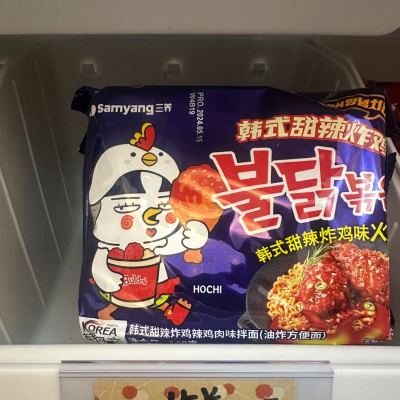 Samyang三养
PRO. 2024.05.15
W4B19
韩式甜辣炸鸡
불닭볶
韩式甜辣炸鸡味火
HOCHI
Buldak
KOREA
韩式甜辣炸鸡辣鸡肉味拌面(油炸方便面)